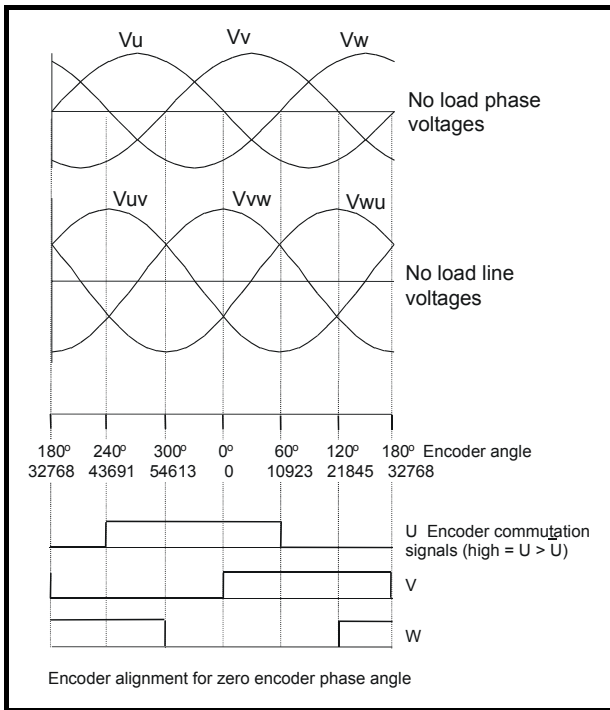 Vu Vv Vw
No load phase
voltages
Vuv Vvw Vwu
No load line
voltages
180º 240º 300º 0º 60º 120º 180º Encoder angle
32768 43691 54613 0 10923 21845 32768
U Encoder commutation
signals (high = U > U̅)
V
W
Encoder alignment for zero encoder phase angle